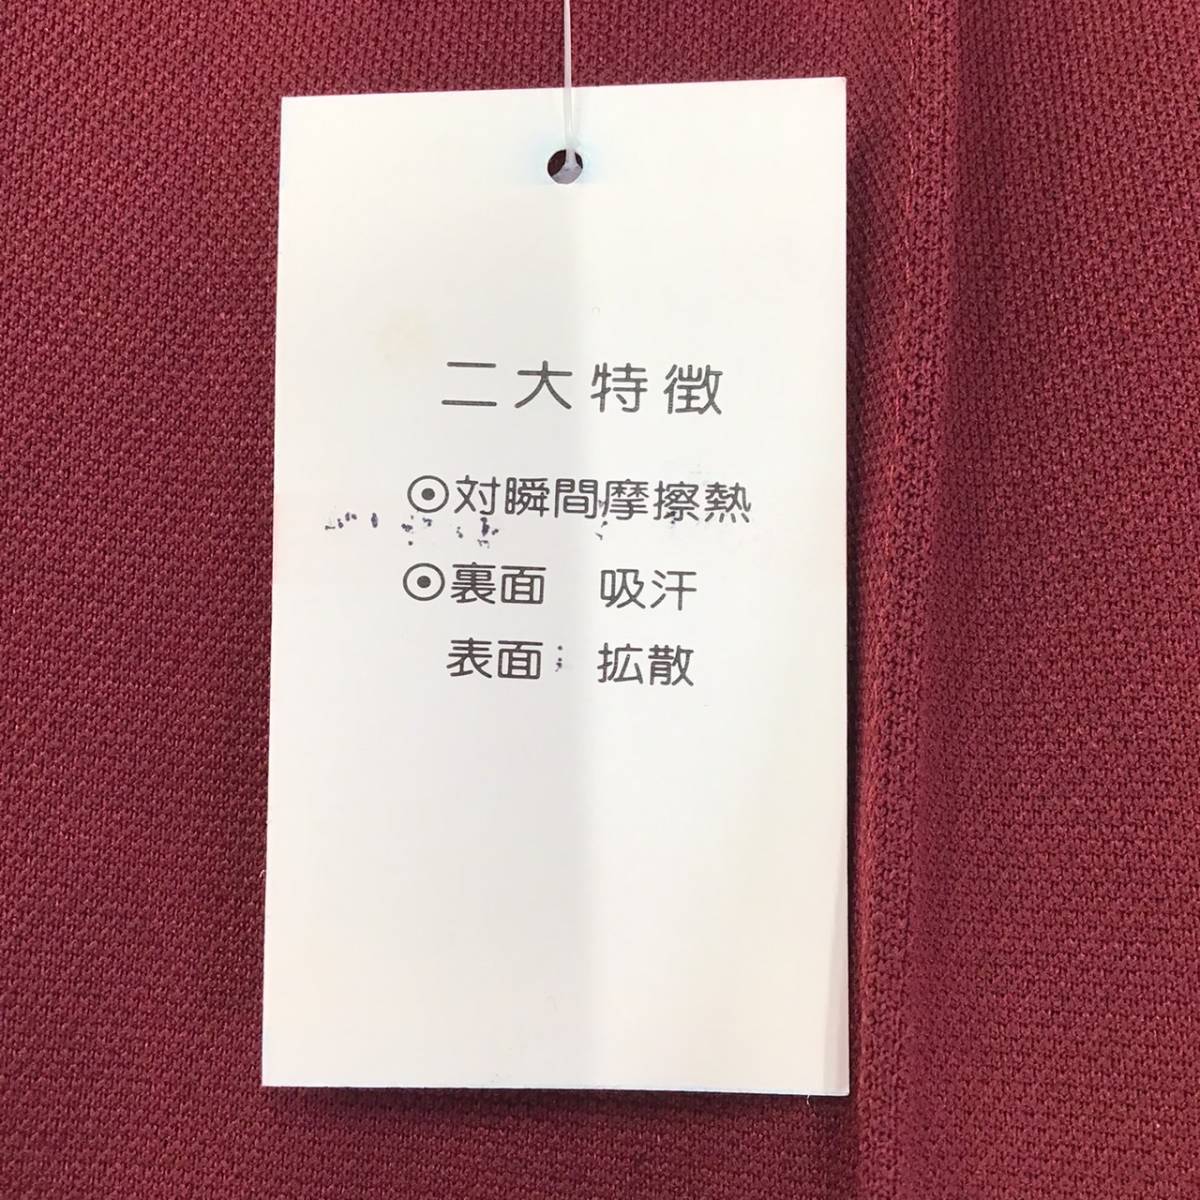 二大特徴
⦿対瞬間摩擦熱
⦿裏面 吸汗
表面 拡散